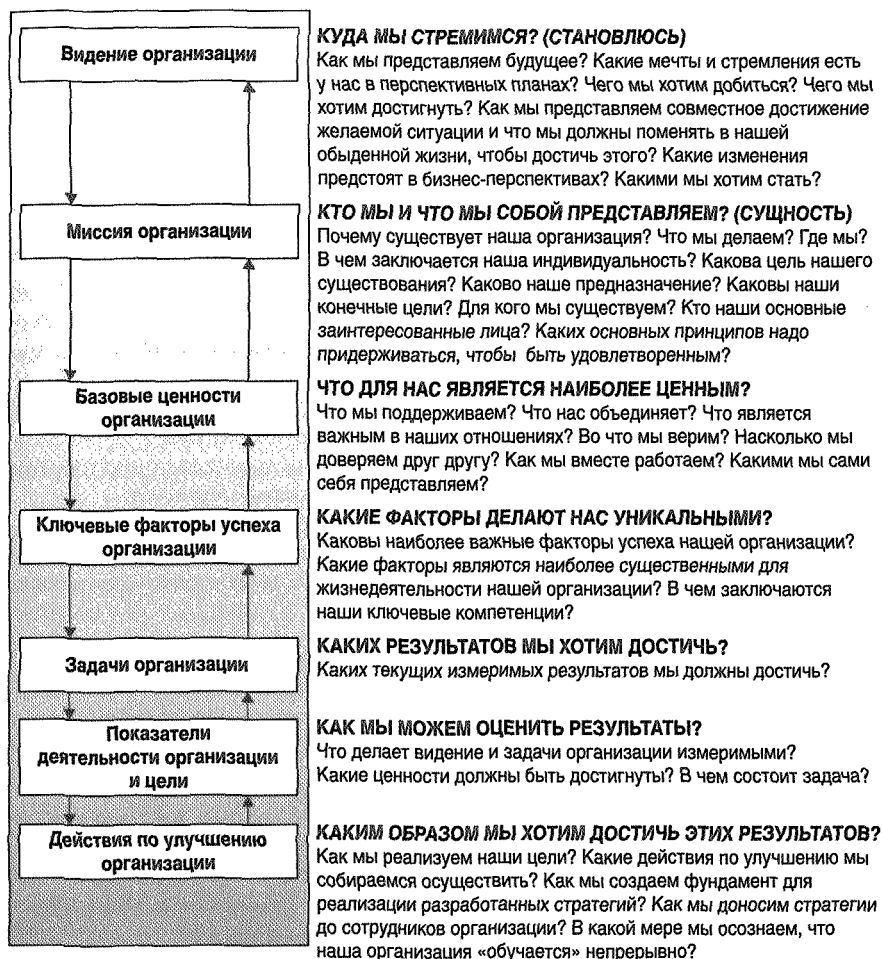 Видение организации
КУДА МЫ СТРЕМИМСЯ? (СТАНОВЛЮСЬ)
Как мы представляем будущее? Какие мечты и стремления есть
у нас в перспективных планах? Чего мы хотим добиться? Чего мы
хотим достигнуть? Как мы представляем совместное достижение
желаемой ситуации и что мы должны поменять в нашей
обыденной жизни, чтобы достичь этого? Какие изменения
предстоят в бизнес-перспективах? Какими мы хотим стать?
Миссия организации
КТО МЫ И ЧТО МЫ СОБОЙ ПРЕДСТАВЛЯЕМ? (СУЩНОСТЬ)
Почему существует наша организация? Что мы делаем? Где мы?
В чем заключается наша индивидуальность? Какова цель нашего
существования? Каково наше предназначение? Каковы наши
конечные цели? Для кого мы существуем? Кто наши основные
заинтересованные лица? Каких основных принципов надо
придерживаться, чтобы быть удовлетворенным?
Базовые ценности
организации
ЧТО ДЛЯ НАС ЯВЛЯЕТСЯ НАИБОЛЕЕ ЦЕННЫМ?
Что мы поддерживаем? Что нас объединяет? Что является
важным в наших отношениях? Во что мы верим? Насколько мы
доверяем друг другу? Как мы вместе работаем? Какими мы сами
себя представляем?
Ключевые факторы успеха
организации
КАКИЕ ФАКТОРЫ ДЕЛАЮТ НАС УНИКАЛЬНЫМИ?
Каковы наиболее важные факторы успеха нашей организации?
Какие факторы являются наиболее существенными для
жизнедеятельности нашей организации? В чем заключаются
наши ключевые компетенции?
Задачи организации
КАКИХ РЕЗУЛЬТАТОВ МЫ ХОТИМ ДОСТИЧЬ?
Каких текущих измеримых результатов мы должны достичь?
Показатели
деятельности организации
и цели
КАК МЫ МОЖЕМ ОЦЕНИТЬ РЕЗУЛЬТАТЫ?
Что делает видение и задачи организации измеримыми?
Какие ценности должны быть достигнуты? В чем состоит задача?
Действия по улучшению
организации
КАКИМ ОБРАЗОМ МЫ ХОТИМ ДОСТИЧЬ ЭТИХ РЕЗУЛЬТАТОВ?
Как мы реализуем наши цели? Какие действия по улучшению мы
собираемся осуществить? Как мы создаем фундамент для
реализации разработанных стратегий? Как мы доносим стратегии
до сотрудников организации? В какой мере мы осознаем, что
наша организация «обучается» непрерывно?